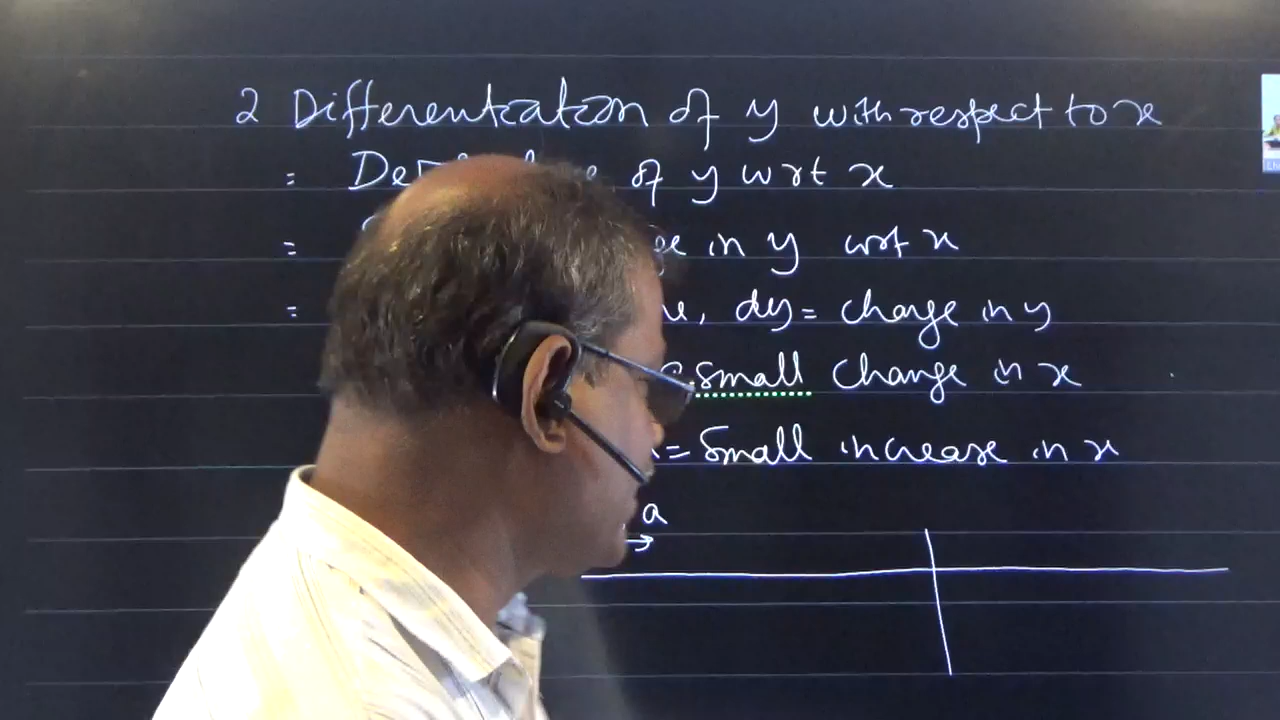 2 Differentiation of y with respect to x
= of y wrt x
= in y wrt x
= , dy = change in y
small change in x
= Small increase in x
a
→